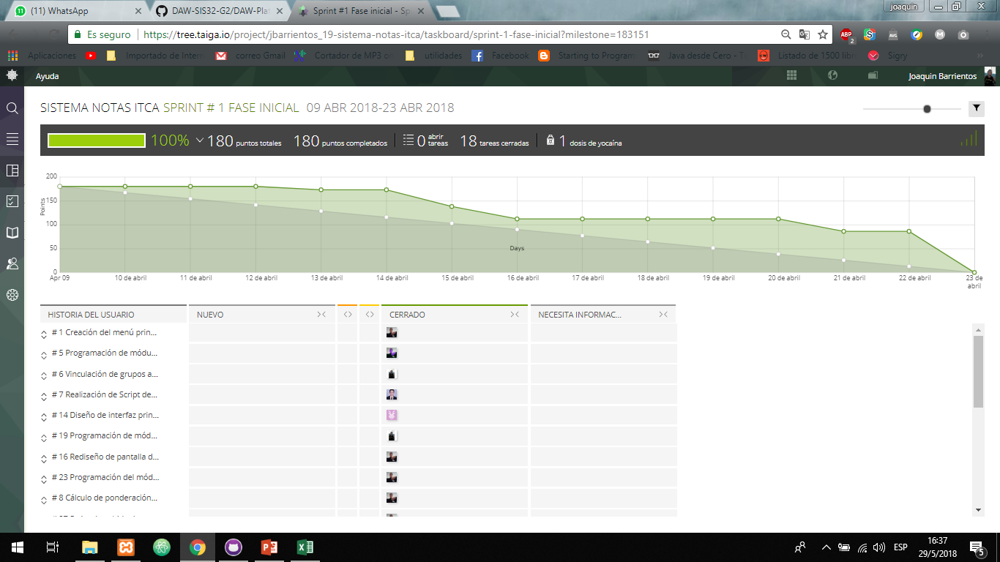 (11) WhatsApp
DAW-SIS32-G2/DAW-Pla
Sprint #1 Fase inicial - Sp
joaquin
Es seguro
https://tree.taiga.io/project/jbarrientos_19-sistema-notas-itca/taskboard/sprint-1-fase-inicial?milestone=183151
Aplicaciones
Importado de Intern
correo Gmail
Cortador de MP3 on
utilidades
Facebook
Starting to Program
Java desde Cero - T
Listado de 1500 libr
Sigry
Ayuda
Joaquin Barrientos
SISTEMA NOTAS ITCA SPRINT # 1 FASE INICIAL 09 ABR 2018-23 ABR 2018
100%
180 puntos totales
180 puntos completados
0 abrir tareas
18 tareas cerradas
1 dosis de yocaína
200
150
100
50
0
Points
Days
Apr 09
10 de abril
11 de abril
12 de abril
13 de abril
14 de abril
15 de abril
16 de abril
17 de abril
18 de abril
19 de abril
20 de abril
21 de abril
22 de abril
23 de abril
HISTORIA DEL USUARIO
NUEVO
CERRADO
NECESITA INFORMAC...
# 1 Creación del menú prin...
# 5 Programación de módu...
# 6 Vinculación de grupos a...
# 7 Realización de Script de...
# 14 Diseño de interfaz prin...
# 19 Programación de mód...
# 16 Rediseño de pantalla d...
# 23 Programación del mód...
# 8 Cálculo de ponderación...
ESP
16:37
29/5/2018
5